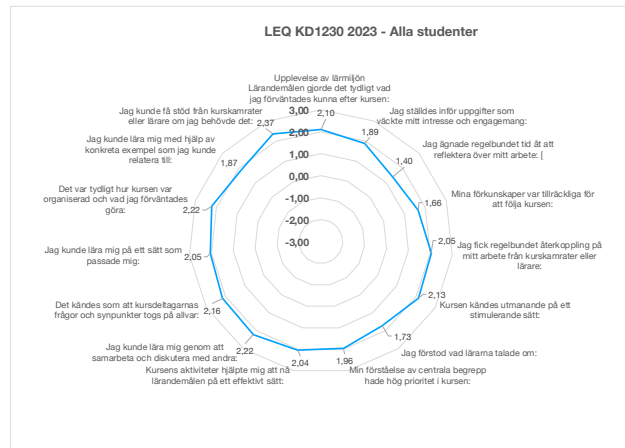 LEQ KD1230 2023 - Alla studenter
Upplevelse av lärmiljön
Lärandemålen gjorde det tydligt vad
jag förväntades kunna efter kursen:
Jag ställdes inför uppgifter som
väckte mitt intresse och engagemang:
Jag ägnade regelbundet tid åt att
reflektera över mitt arbete: [
Mina förkunskaper var tillräckliga för
att följa kursen:
Jag fick regelbundet återkoppling på
mitt arbete från kurskamrater eller
lärare:
Kursen kändes utmanande på ett
stimulerande sätt:
Jag förstod vad lärarna talade om:
Min förståelse av centrala begrepp
hade hög prioritet i kursen:
Kursens aktiviteter hjälpte mig att nå
lärandemålen på ett effektivt sätt:
Jag kunde lära mig genom att
samarbeta och diskutera med andra:
Det kändes som att kursdeltagarnas
frågor och synpunkter togs på allvar:
Jag kunde lära mig på ett sätt som
passade mig:
Det var tydligt hur kursen var
organiserad och vad jag förväntades
göra:
Jag kunde lära mig med hjälp av
konkreta exempel som jag kunde
relatera till:
Jag kunde få stöd från kurskamrater
eller lärare om jag behövde det:
3,00
2,00
1,00
0,00
-1,00
-2,00
-3,00
2,10
1,89
1,40
1,66
2,05
2,13
1,73
1,96
2,04
2,22
2,16
2,05
2,22
1,87
2,37